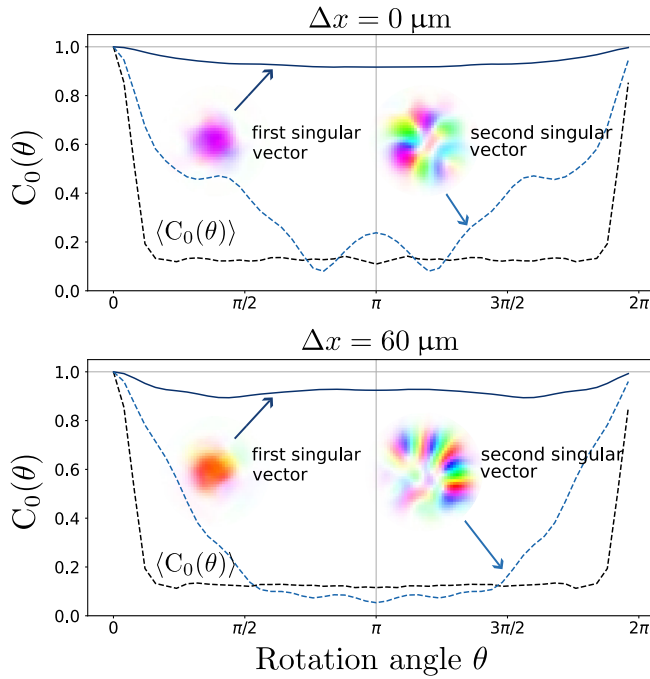 Δx = 0 μm
C₀(θ)
1.0
0.8
0.6
0.4
0.2
0.0
first singular
vector
second singular
vector
⟨C₀(θ)⟩
0
π/2
π
3π/2
2π
Δx = 60 μm
C₀(θ)
1.0
0.8
0.6
0.4
0.2
0.0
first singular
vector
second singular
vector
⟨C₀(θ)⟩
0
π/2
π
3π/2
2π
Rotation angle θ